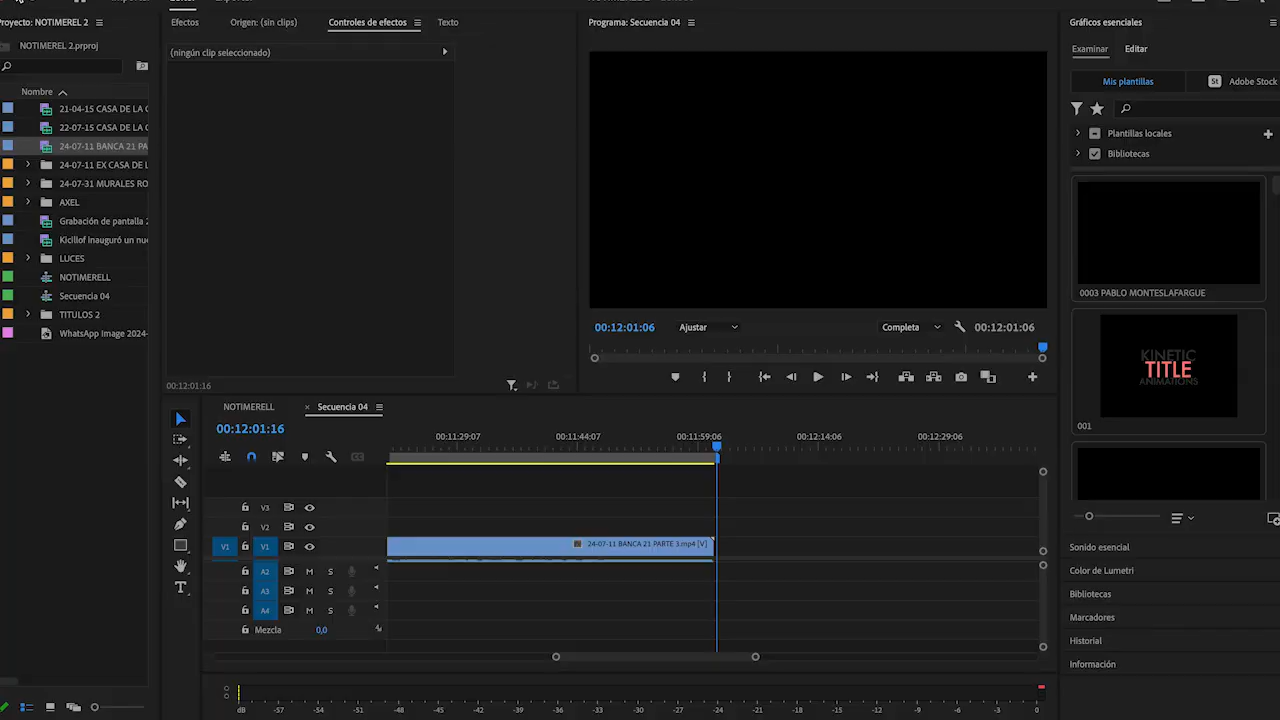 royecto: NOTIMEREL 2
NOTIMEREL 2.prproj
Nombre
21-04-15 CASA DE LA C
22-07-15 CASA DE LA C
24-07-11 BANCA 21 PA
24-07-11 EX CASA DE L
24-07-31 MURALES RO
AXEL
Grabación de pantalla 2
Kicillof inauguró un nue
LUCES
NOTIMERELL
Secuencia 04
TITULOS 2
WhatsApp Image 2024-
Efectos
Origen: (sin clips)
Controles de efectos
Texto
(ningún clip seleccionado)
00:12:01:16
Programa: Secuencia 04
00:12:01:06
Ajustar
Completa
00:12:01:06
NOTIMERELL
× Secuencia 04
00:12:01:16
00:11:29:07
00:11:44:07
00:11:59:06
00:12:14:06
00:12:29:06
V3
V2
V1 V1
24-07-11 BANCA 21 PARTE 3.mp4 [V]
A2 M S
A3 M S
A4 M S
Mezcla 0,0
dB -57 -54 -51 -48 -45 -42 -39 -36 -33 -30 -27 -24 -21 -18 -15 -12 -9 -6 -3 0
Gráficos esenciales
Examinar
Editar
Mis plantillas
St Adobe Stock
Plantillas locales
Bibliotecas
0003 PABLO MONTESLAFARGUE
KINETIC
TITLE
ANIMATIONS
001
Sonido esencial
Color de Lumetri
Bibliotecas
Marcadores
Historial
Información